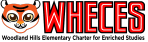 WHECES
Woodland Hills Elementary Charter for Enriched Studies